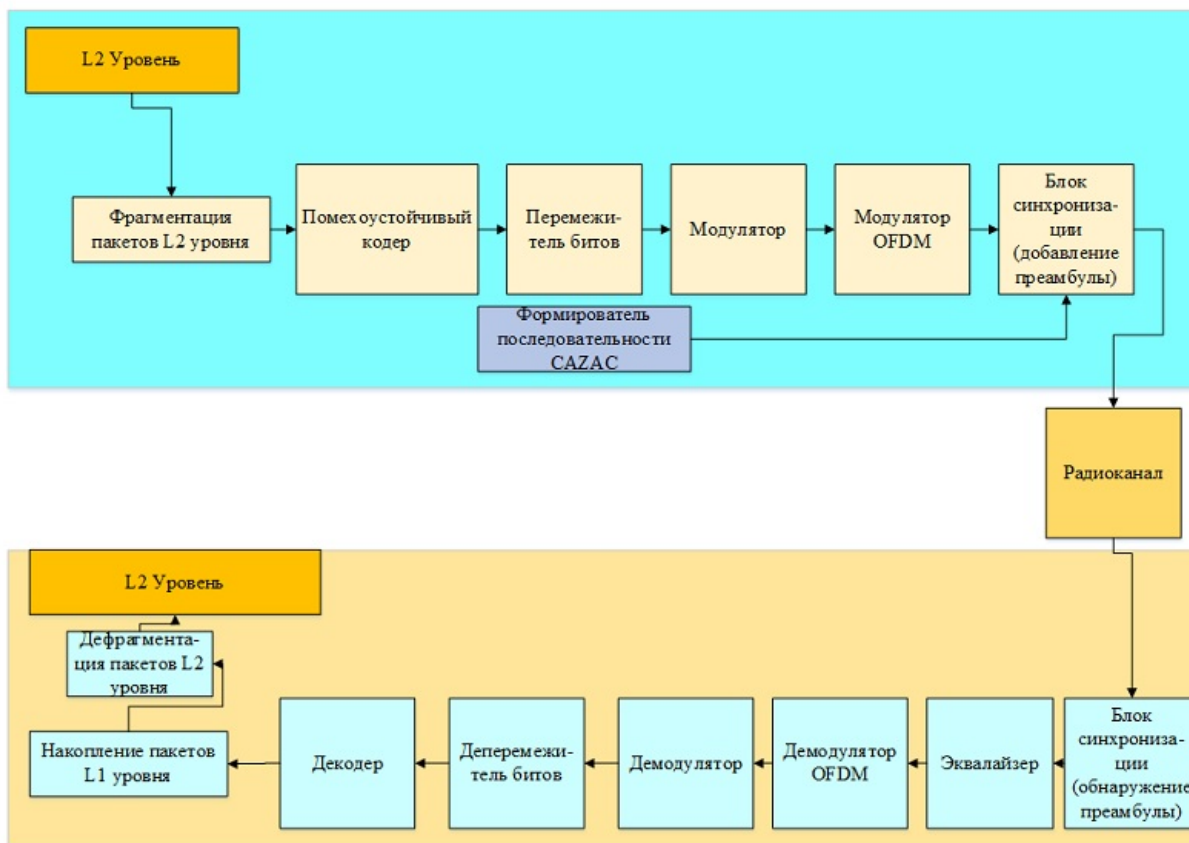 L2 Уровень
Фрагментация
пакетов L2 уровня
Помехоустойчивый
кодер
Перемежи-
тель битов
Модулятор
Модулятор
OFDM
Блок
синхрониза-
ции
(добавление
преамбулы)
Формирователь
последовательности
CAZAC
Радиоканал
L2 Уровень
Дефрагмента-
ция пакетов L2
уровня
Накопление пакетов
L1 уровня
Декодер
Деперемежи-
тель битов
Демодулятор
Демодулятор
OFDM
Эквалайзер
Блок
синхрониза-
ции
(обнаружение
преамбулы)